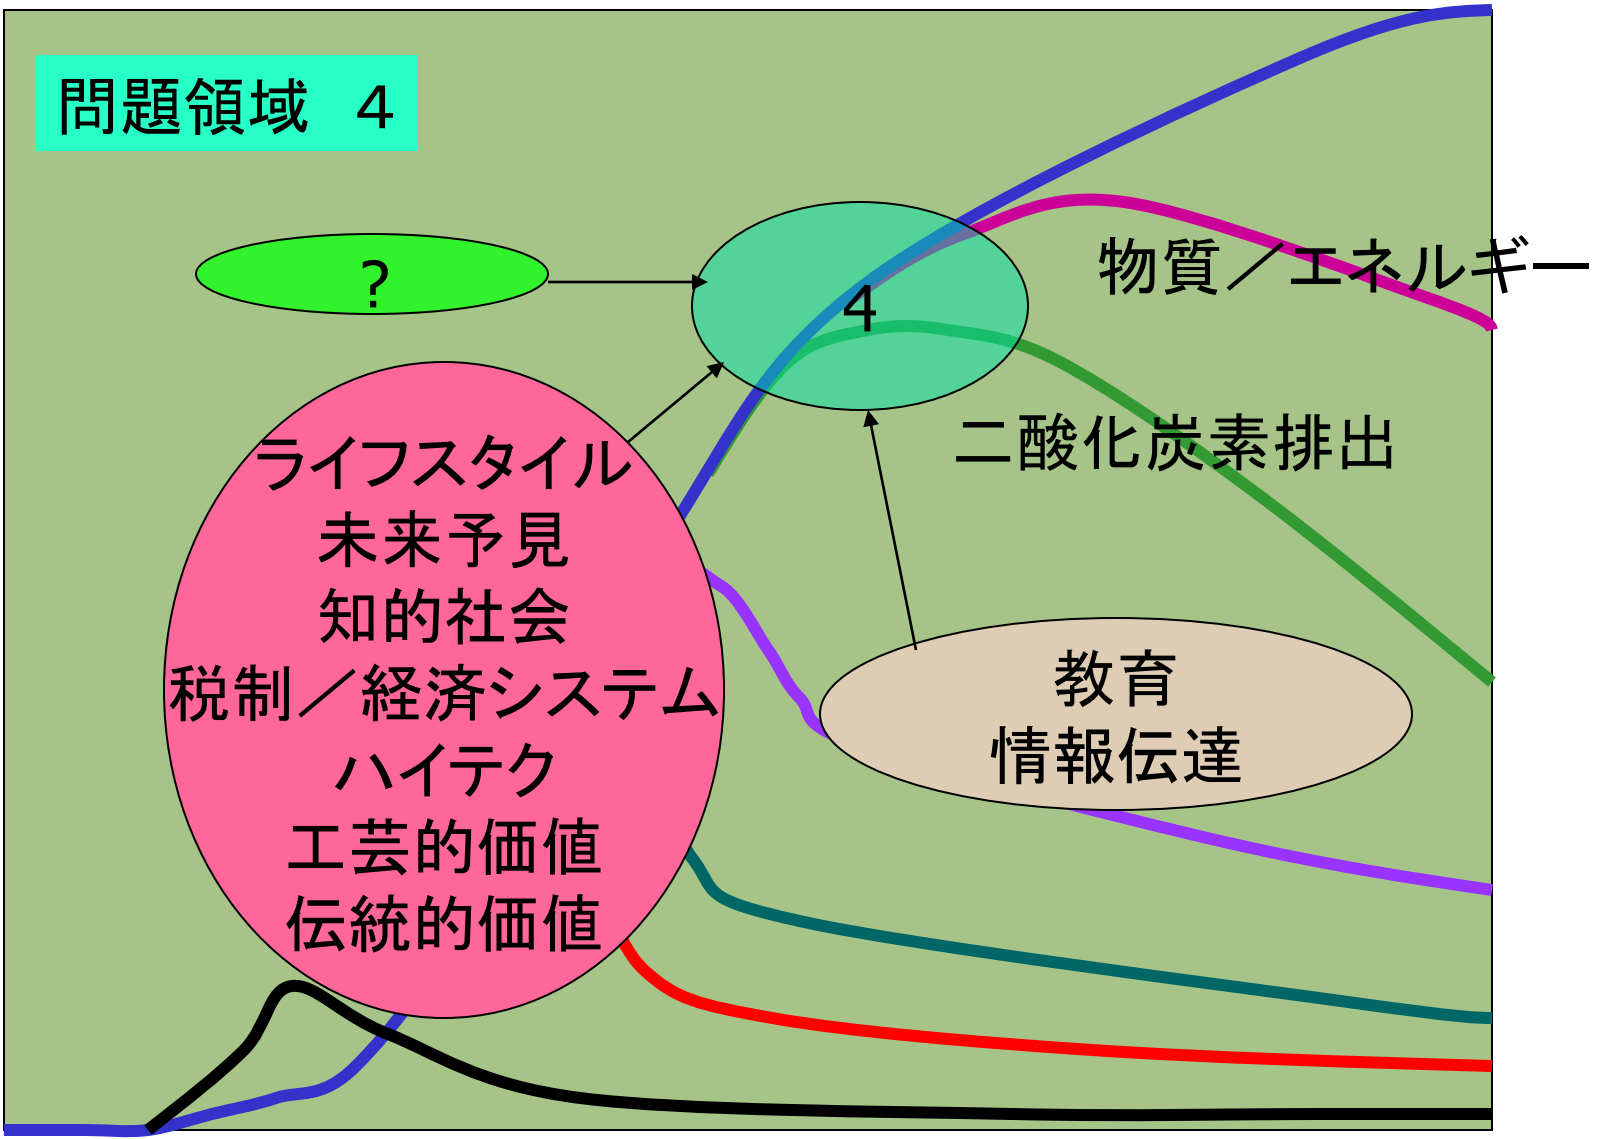 問題領域　４
？
４
物質／エネルギー
二酸化炭素排出
ライフスタイル
未来予見
知的社会
税制／経済システム
ハイテク
工芸的価値
伝統的価値
教育
情報伝達